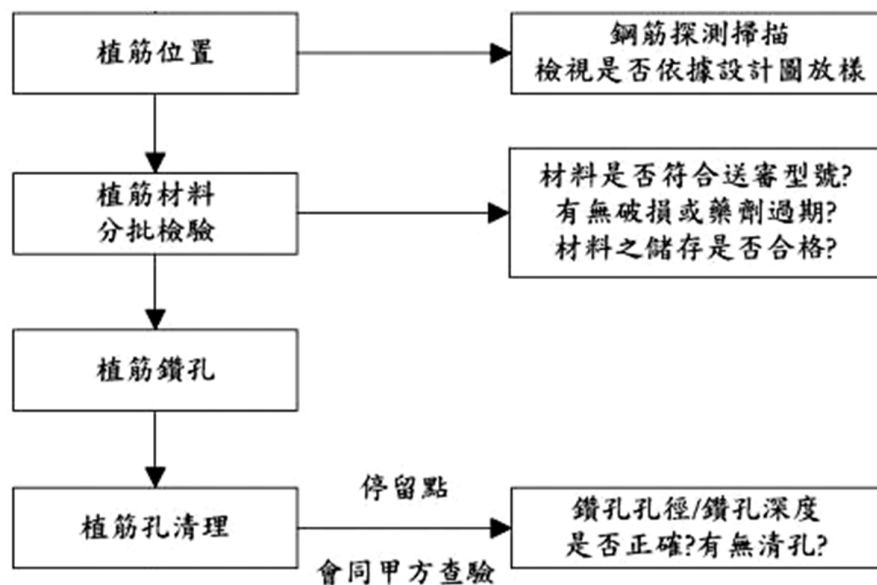 植筋位置
鋼筋探測掃描
檢視是否依據設計圖放樣
植筋材料
分批檢驗
材料是否符合送審型號?
有無破損或藥劑過期?
材料之儲存是否合格?
植筋鑽孔
植筋孔清理
停留點
會同甲方查驗
鑽孔孔徑/鑽孔深度
是否正確?有無清孔?